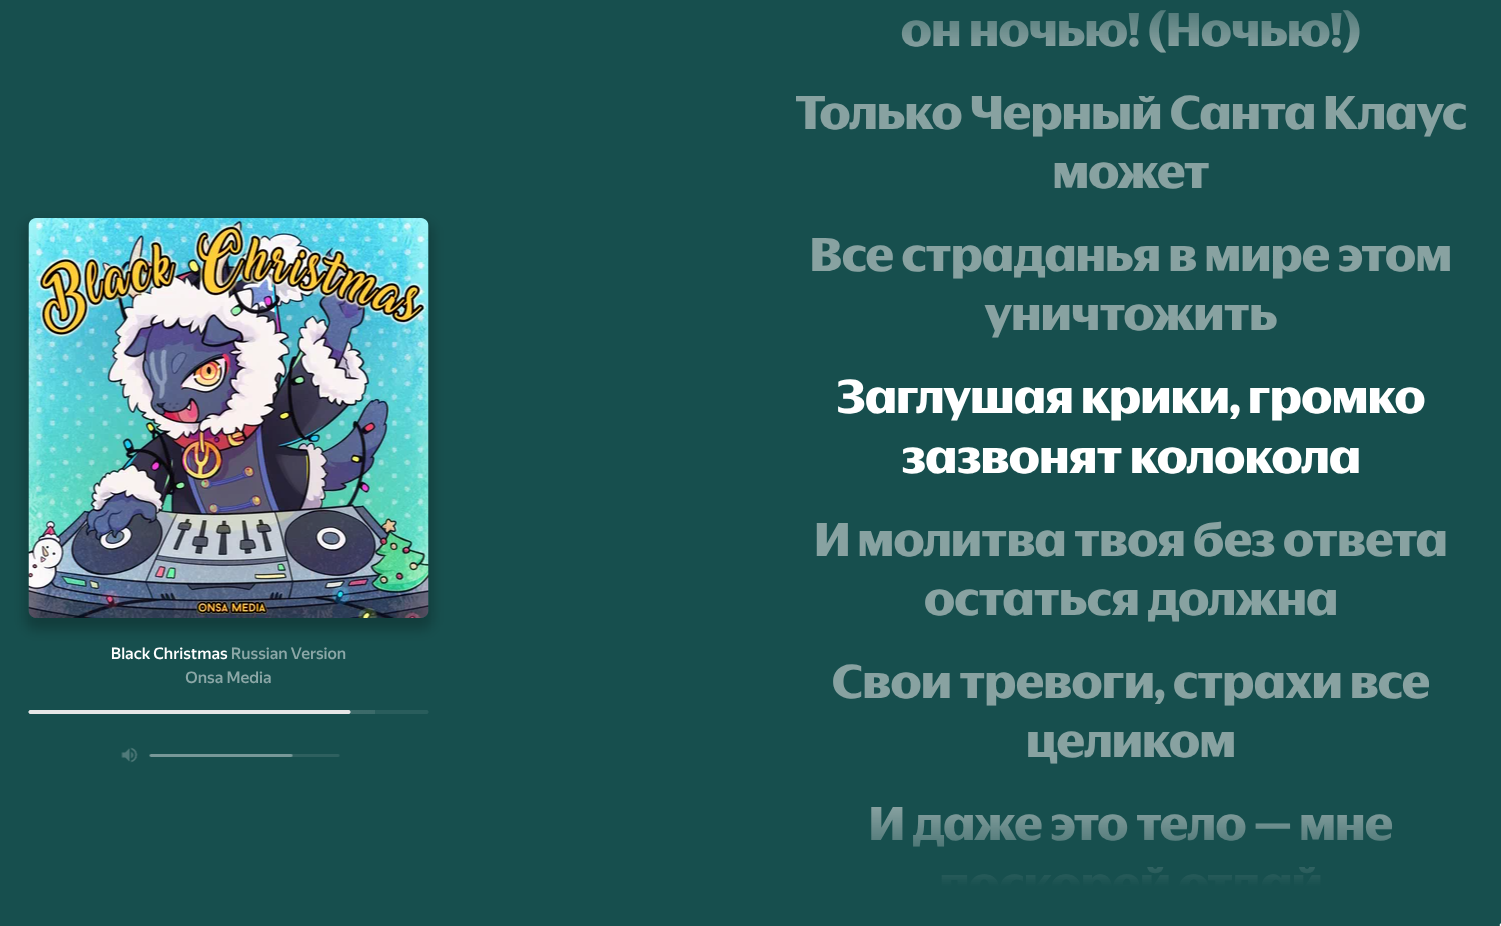 Black Christmas
ONSA MEDIA
Black Christmas Russian Version
Onsa Media
он ночью! (Ночью!)
Только Черный Санта Клаус
может
Все страданья в мире этом
уничтожить
Заглушая крики, громко
зазвонят колокола
И молитва твоя без ответа
остаться должна
Свои тревоги, страхи все
целиком
И даже это тело — мне
поскорей отдай